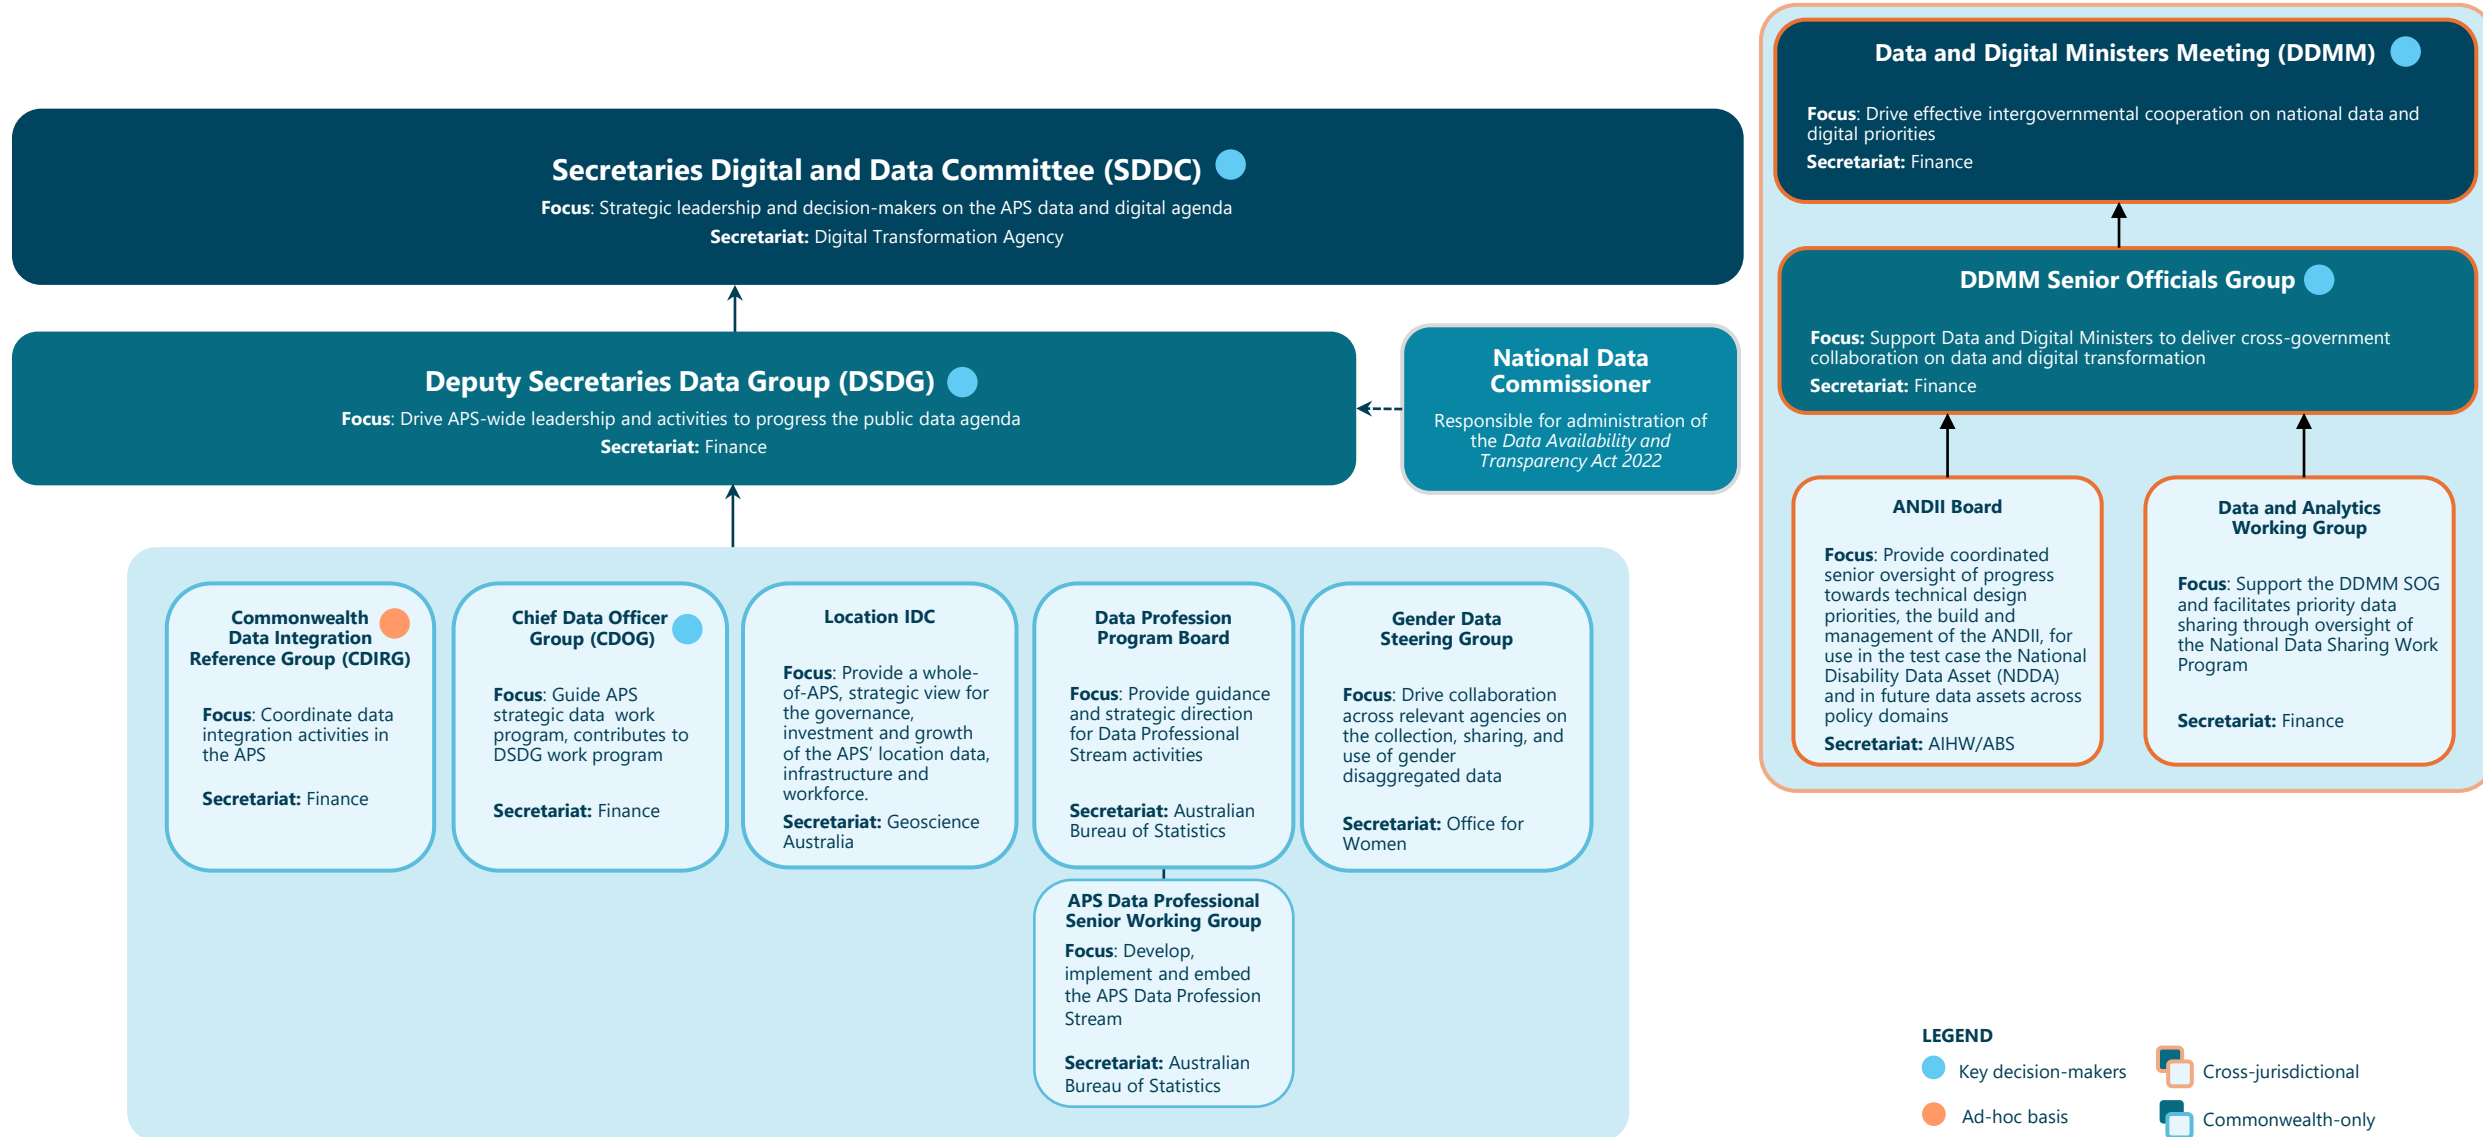 Secretaries Digital and Data Committee (SDDC)
Focus: Strategic leadership and decision-makers on the APS data and digital agenda
Secretariat: Digital Transformation Agency
Deputy Secretaries Data Group (DSDG)
Focus: Drive APS-wide leadership and activities to progress the public data agenda
Secretariat: Finance
National Data
Commissioner
Responsible for administration of
the Data Availability and
Transparency Act 2022
Commonwealth
Data Integration
Reference Group (CDIRG)
Focus: Coordinate data
integration activities in
the APS
Secretariat: Finance
Chief Data Officer
Group (CDOG)
Focus: Guide APS
strategic data work
program, contributes to
DSDG work program
Secretariat: Finance
Location IDC
Focus: Provide a whole-
of-APS, strategic view for
the governance,
investment and growth
of the APS’ location data,
infrastructure and
workforce.
Secretariat: Geoscience
Australia
Data Profession
Program Board
Focus: Provide guidance
and strategic direction
for Data Professional
Stream activities
Secretariat: Australian
Bureau of Statistics
Gender Data
Steering Group
Focus: Drive collaboration
across relevant agencies on
the collection, sharing, and
use of gender
disaggregated data
Secretariat: Office for
Women
APS Data Professional
Senior Working Group
Focus: Develop,
implement and embed
the APS Data Profession
Stream
Secretariat: Australian
Bureau of Statistics
Data and Digital Ministers Meeting (DDMM)
Focus: Drive effective intergovernmental cooperation on national data and
digital priorities
Secretariat: Finance
DDMM Senior Officials Group
Focus: Support Data and Digital Ministers to deliver cross-government
collaboration on data and digital transformation
Secretariat: Finance
ANDII Board
Focus: Provide coordinated
senior oversight of progress
towards technical design
priorities, the build and
management of the ANDII, for
use in the test case the National
Disability Data Asset (NDDA)
and in future data assets across
policy domains
Secretariat: AIHW/ABS
Data and Analytics
Working Group
Focus: Support the DDMM SOG
and facilitates priority data
sharing through oversight of
the National Data Sharing Work
Program
Secretariat: Finance
LEGEND
Key decision-makers
Cross-jurisdictional
Ad-hoc basis
Commonwealth-only